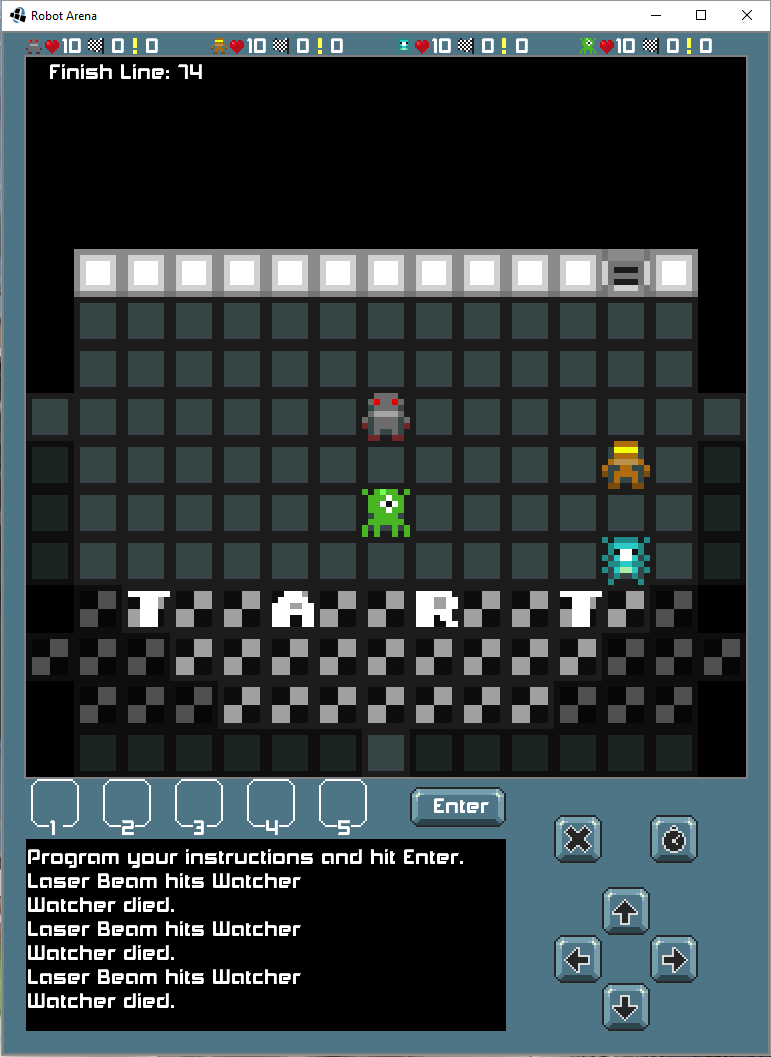 Robot Arena
10 0 ! 0 10 0 ! 0 10 0 ! 0 10 0 ! 0
Finish Line: 74
T A R T
1 2 3 4 5
Enter
Program your instructions and hit Enter.
Laser Beam hits Watcher
Watcher died.
Laser Beam hits Watcher
Watcher died.
Laser Beam hits Watcher
Watcher died.